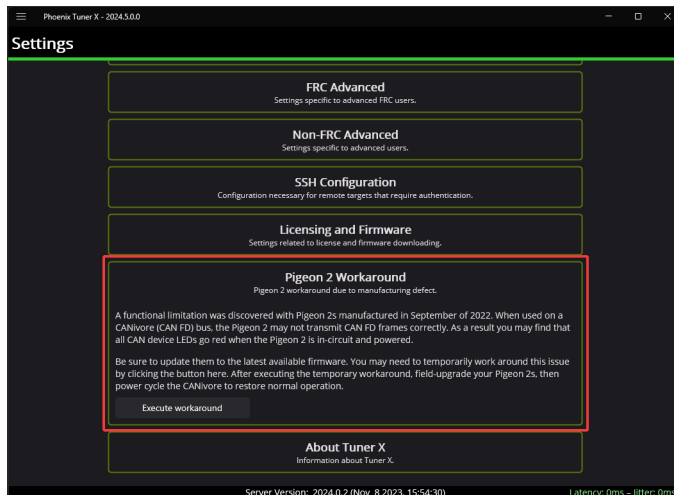 Phoenix Tuner X - 2024.5.0.0
Settings
FRC Advanced
Settings specific to advanced FRC users.
Non-FRC Advanced
Settings specific to advanced users.
SSH Configuration
Configuration necessary for remote targets that require authentication.
Licensing and Firmware
Settings related to license and firmware downloading.
Pigeon 2 Workaround
Pigeon 2 workaround due to manufacturing defect.
A functional limitation was discovered with Pigeon 2s manufactured in September of 2022. When used on a
CANivore (CAN FD) bus, the Pigeon 2 may not transmit CAN FD frames correctly. As a result you may find that
all CAN device LEDs go red when the Pigeon 2 is in-circuit and powered.
Be sure to update them to the latest available firmware. You may need to temporarily work around this issue
by clicking the button here. After executing the temporary workaround, field-upgrade your Pigeon 2s, then
power cycle the CANivore to restore normal operation.
Execute workaround
About Tuner X
Information about Tuner X.
Server Version: 2024.0.2 (Nov 8 2023, 15:54:30)
Latency: 0ms - Jitter: 0ms